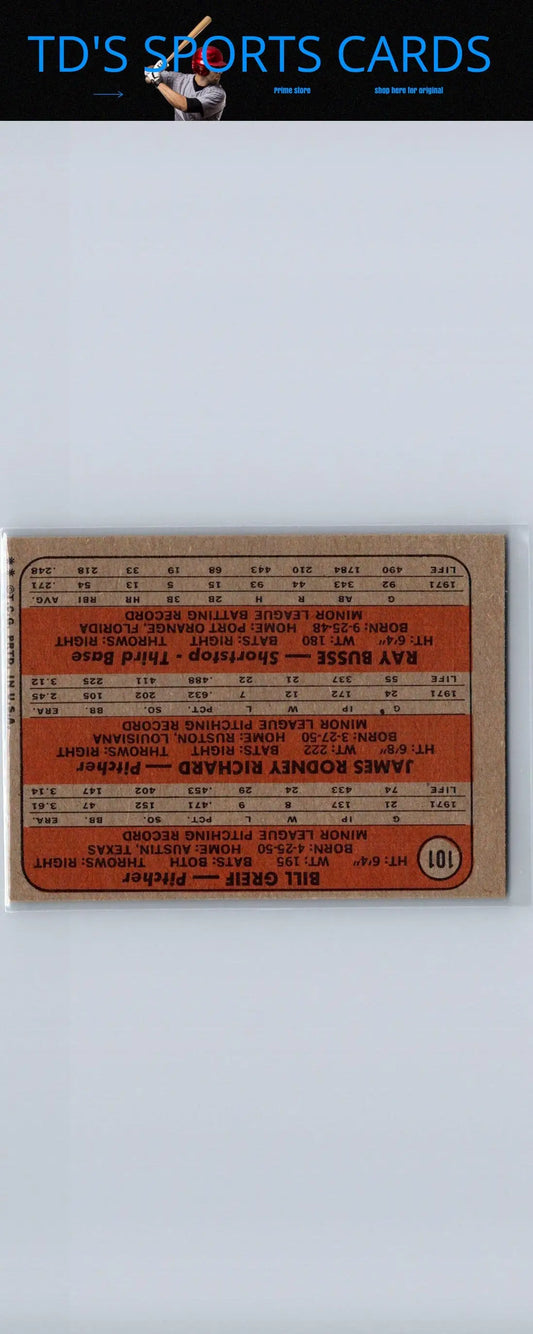 TD'S SPORTS CARDS
Prime store
shop here for original
101
BILL GREIF — Pitcher
HT: 6'4" WT: 195 BATS: BOTH THROWS: RIGHT
BORN: 4-25-50 HOME: AUSTIN, TEXAS
MINOR LEAGUE PITCHING RECORD
G IP W L PCT. SO. BB. ERA.
1971 21 137 8 9 .471 152 47 3.61
LIFE 74 433 24 29 .453 402 147 3.14
JAMES RODNEY RICHARD — Pitcher
HT: 6'8" WT: 222 BATS: RIGHT THROWS: RIGHT
BORN: 3-27-50 HOME: RUSTON, LOUISIANA
MINOR LEAGUE PITCHING RECORD
G IP W L PCT. SO. BB. ERA.
1971 24 172 12 7 .632 202 105 2.45
LIFE 55 337 21 22 .488 411 225 3.12
RAY BUSSE — Shortstop - Third Base
HT: 6'4" WT: 180 BATS: RIGHT THROWS: RIGHT
BORN: 9-25-48 HOME: PORT ORANGE, FLORIDA
MINOR LEAGUE BATTING RECORD
G AB R H 2B 3B HR RBI AVG.
1971 92 343 44 93 15 5 13 54 .271
LIFE 490 1784 210 443 68 19 33 218 .248
** ©T.C.G. PRTD. IN U.S.A.